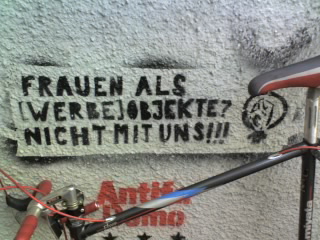 FRAUEN ALS
[WERBE]OBJEKTE?
NICHT MIT UNS!!!
Antifa